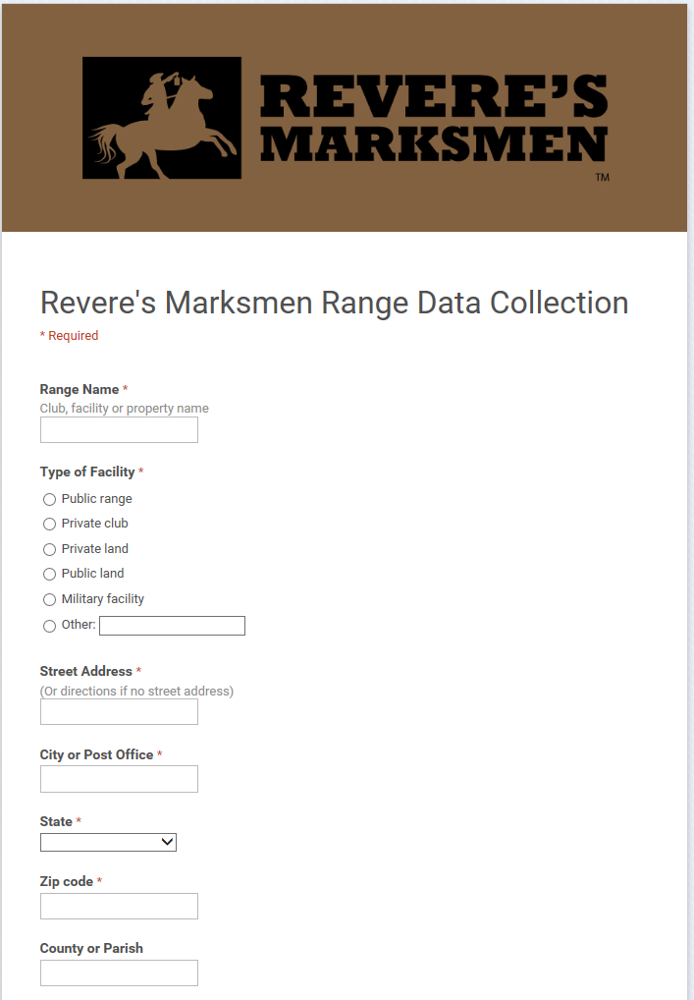 REVERE'S
MARKSMEN
TM
Revere's Marksmen Range Data Collection
* Required
Range Name *
Club, facility or property name
Type of Facility *
Public range
Private club
Private land
Public land
Military facility
Other:
Street Address *
(Or directions if no street address)
City or Post Office *
State *
Zip code *
County or Parish